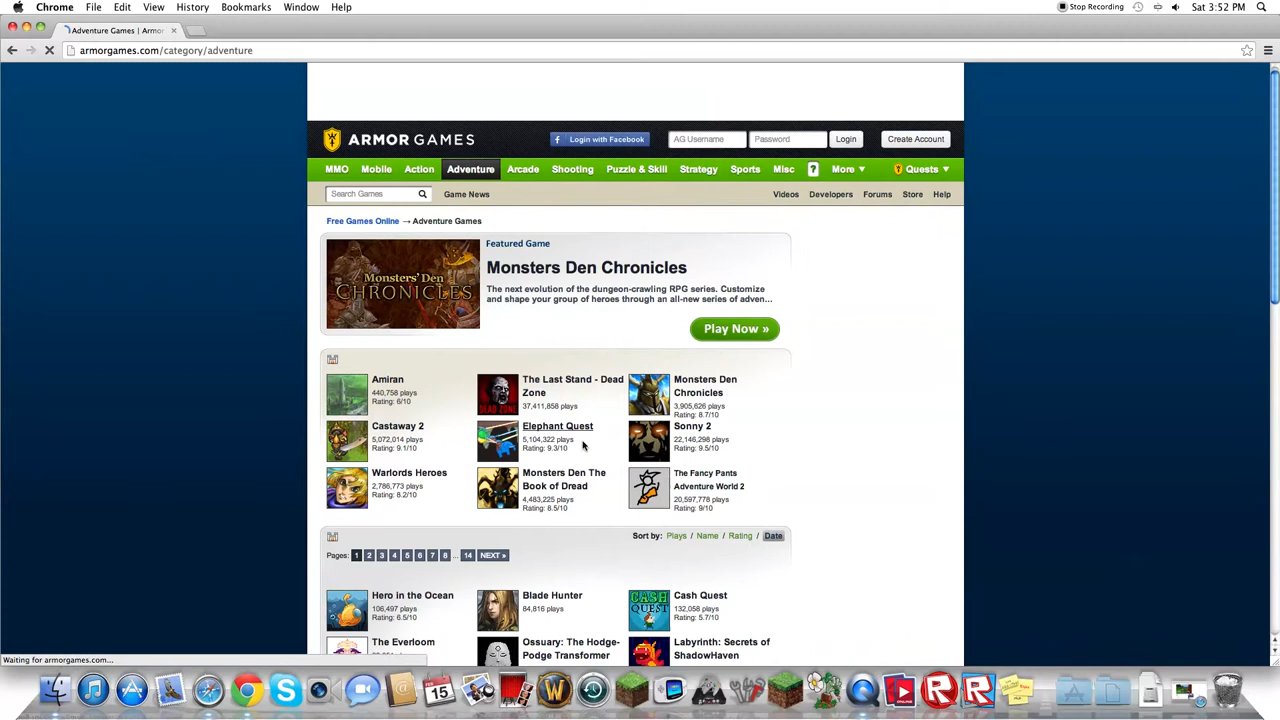 Chrome File Edit View History Bookmarks Window Help Stop Recording Sat 3:52 PM
Adventure Games | Armor
armorgames.com/category/adventure
ARMOR GAMES Login with Facebook AG Username Password Login Create Account
MMO Mobile Action Adventure Arcade Shooting Puzzle & Skill Strategy Sports Misc ? More Quests
Search Games Game News Videos Developers Forums Store Help
Free Games Online → Adventure Games
Monsters' Den
CHRONICLES
Featured Game
Monsters Den Chronicles
The next evolution of the dungeon-crawling RPG series. Customize
and shape your group of heroes through an all-new series of adven...
Play Now »
Amiran
440,758 plays
Rating: 6/10
DEAD ZONE
The Last Stand - Dead
Zone
37,411,858 plays
Monsters Den
Chronicles
3,905,626 plays
Rating: 8.7/10
Castaway 2
5,072,014 plays
Rating: 9.1/10
Elephant Quest
5,104,322 plays
Rating: 9.3/10
Sonny 2
22,146,298 plays
Rating: 9.5/10
Warlords Heroes
2,786,773 plays
Rating: 8.2/10
Monsters Den The
Book of Dread
4,483,225 plays
Rating: 8.5/10
The Fancy Pants
Adventure World 2
20,597,778 plays
Rating: 9/10
Sort by: Plays / Name / Rating / Date
Pages: 1 2 3 4 5 6 7 8 ... 14 NEXT »
Hero in the Ocean
106,497 plays
Rating: 6.5/10
Blade Hunter
84,816 plays
CASH
QUEST
Cash Quest
132,058 plays
Rating: 5.7/10
The Everloom
Ossuary: The Hodge-
Podge Transformer
Labyrinth: Secrets of
ShadowHaven
Waiting for armorgames.com...